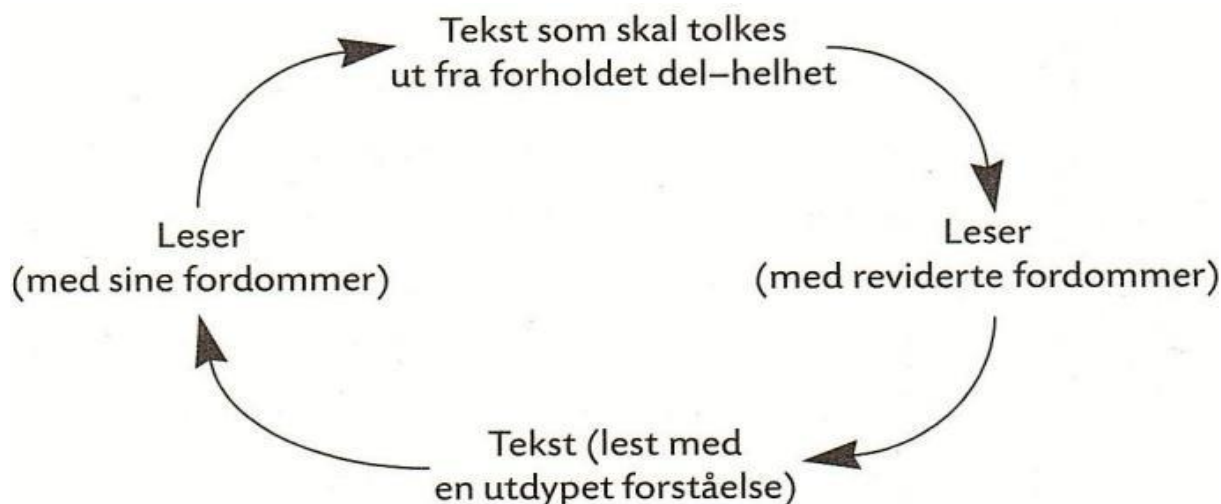 Tekst som skal tolkes
ut fra forholdet del–helhet
Leser
(med sine fordommer)
Leser
(med reviderte fordommer)
Tekst (lest med
en utdypet forståelse)